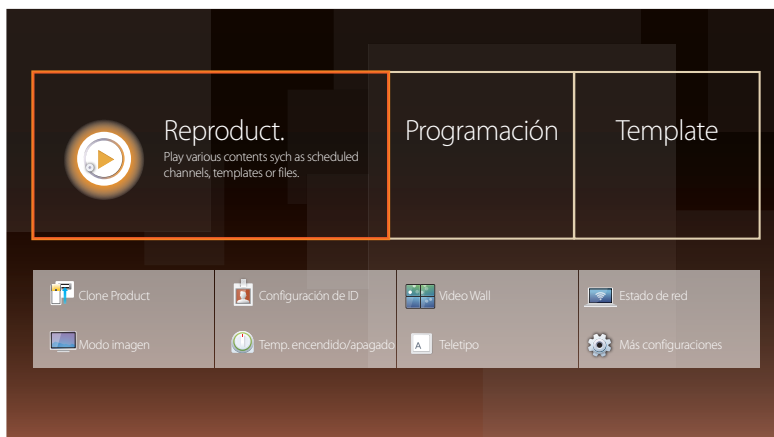 Reproduct.
Play various contents sych as scheduled
channels, templates or files.
Programación
Template
Clone Product
Configuración de ID
Video Wall
Estado de red
Modo imagen
Temp. encendido/apagado
A
Teletipo
Más configuraciones